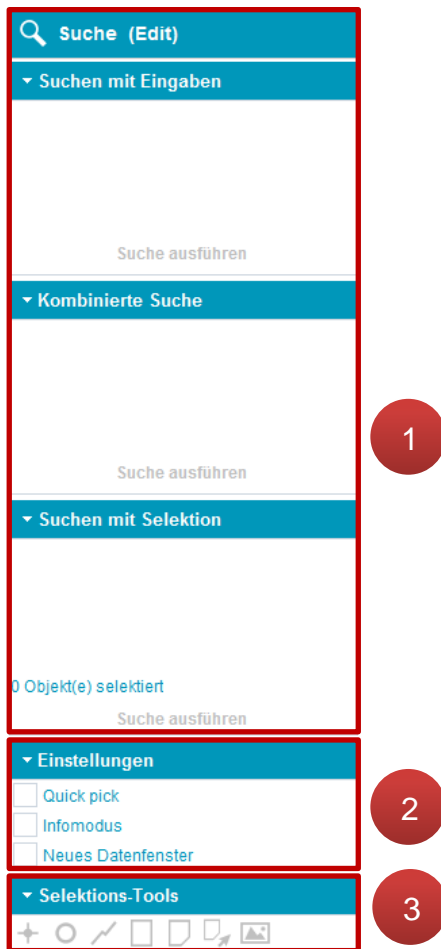 Suche (Edit)
Suchen mit Eingaben
Suche ausführen
Kombinierte Suche
Suche ausführen
1
Suchen mit Selektion
0 Objekt(e) selektiert
Suche ausführen
Einstellungen
Quick pick
Infomodus
Neues Datenfenster
2
Selektions-Tools
3